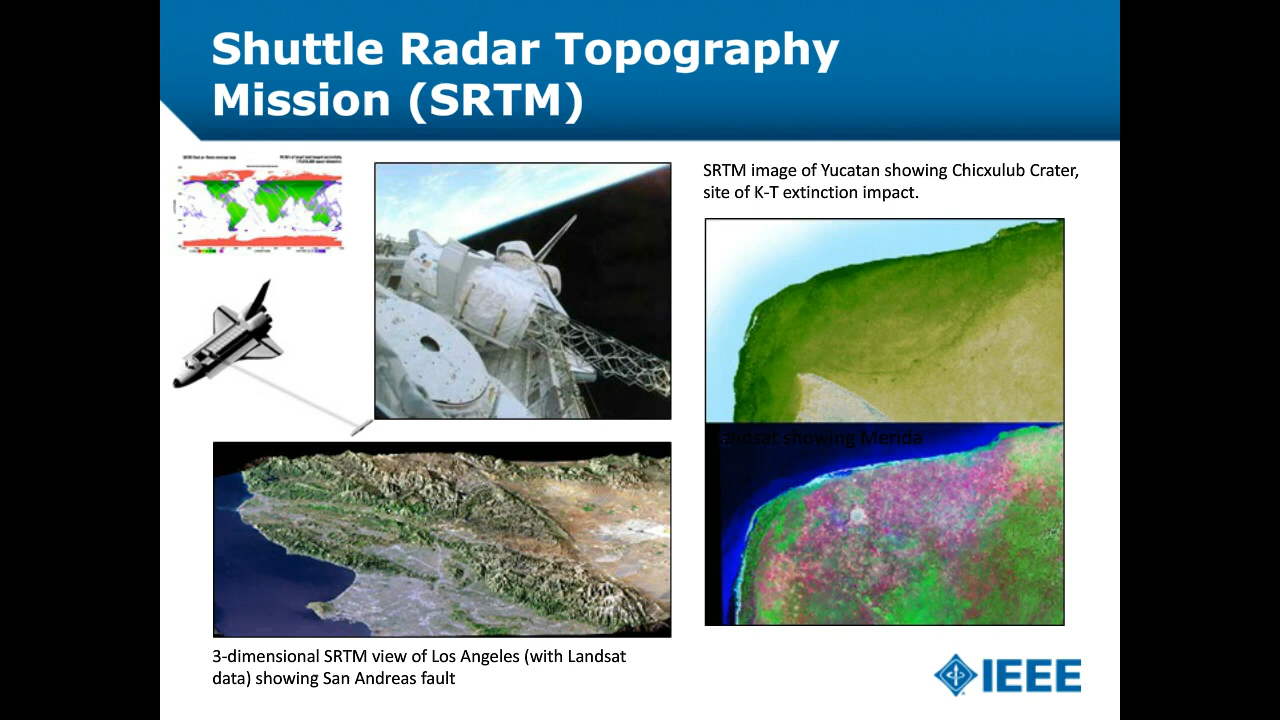 Shuttle Radar Topography
Mission (SRTM)
SRTM image of Yucatan showing Chicxulub Crater,
site of K-T extinction impact.
Landsat showing Merida
3-dimensional SRTM view of Los Angeles (with Landsat
data) showing San Andreas fault
IEEE